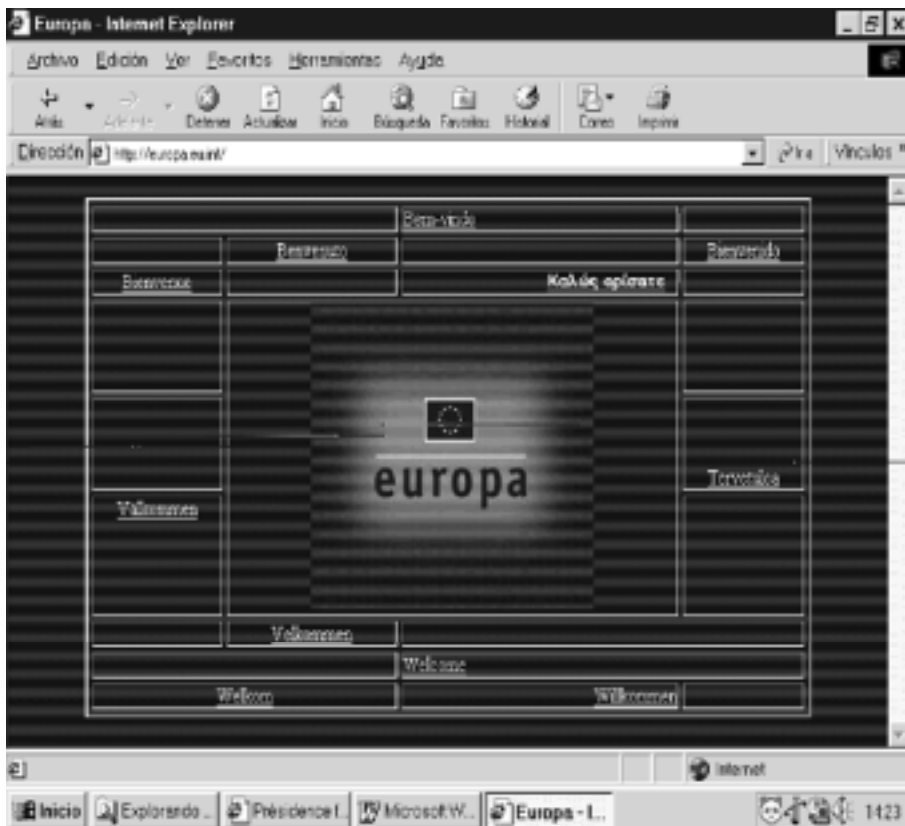 Europa - Internet Explorer
Archivo Edición Ver Favoritos Herramientas Ayuda
Atrás Adelante Detener Actualizar Inicio Búsqueda Favoritos Historial Correo Imprimir
Dirección http://europa.eu.int/ Ir a Vínculos »
Bem-vindo
Benvenuto Bienvenido
Bienvenue Καλώς ορίσατε
europa
Tervetuloa
Välkommen
Velkommen
Welcome
Welkom Willkommen
Internet
Inicio Explorando .. Présidence f.. Microsoft W... Europa - I... 14:23